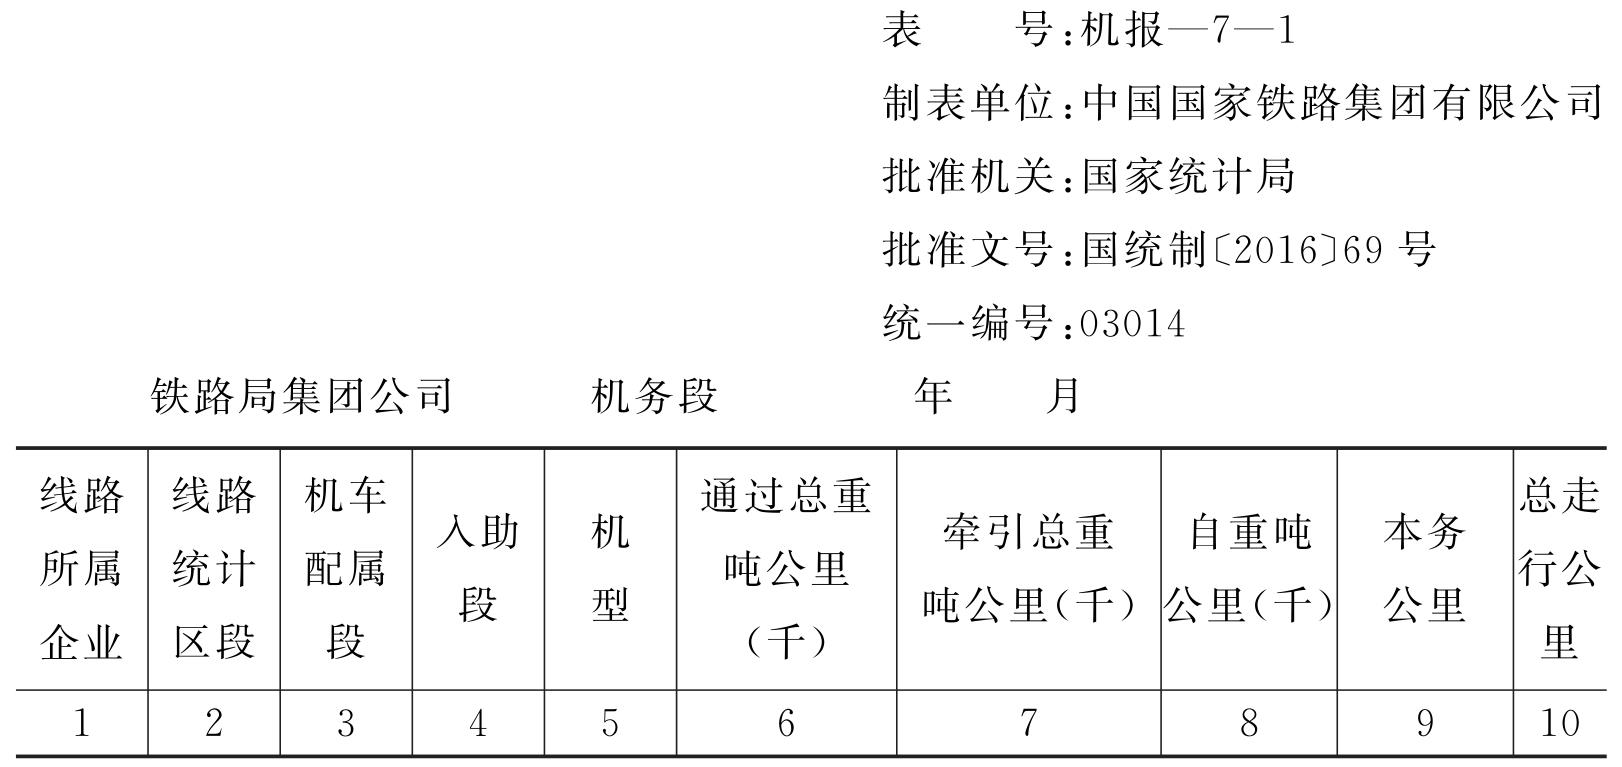 表　　号:机报—7—1
制表单位:中国国家铁路集团有限公司
批准机关:国家统计局
批准文号:国统制〔2016〕69 号
统一编号:03014
铁路局集团公司　　　机务段　　　　年　　月
线路
所属
企业
线路
统计
区段
机车
配属
段
入助
段
机
型
通过总重
吨公里
(千)
牵引总重
吨公里(千)
自重吨
公里(千)
本务
公里
总走
行公
里
1 2 3 4 5 6 7 8 9 10